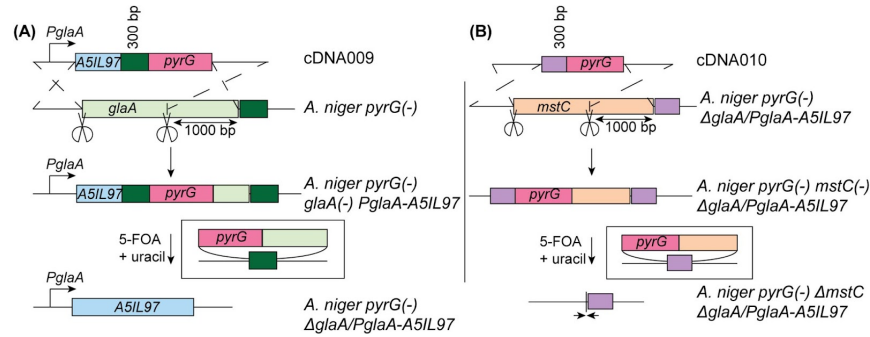 (A)
PglaA
300 bp
A5IL97
pyrG
cDNA009
glaA
A. niger pyrG(-)
1000 bp
PglaA
A5IL97
pyrG
A. niger pyrG(-)
glaA(-) PglaA-A5IL97
5-FOA
+ uracil
pyrG
PglaA
A5IL97
A. niger pyrG(-)
ΔglaA/PglaA-A5IL97
(B)
300 bp
pyrG
cDNA010
mstC
A. niger pyrG(-)
ΔglaA/PglaA-A5IL97
1000 bp
pyrG
A. niger pyrG(-) mstC(-)
ΔglaA/PglaA-A5IL97
5-FOA
+ uracil
pyrG
A. niger pyrG(-) ΔmstC
ΔglaA/PglaA-A5IL97